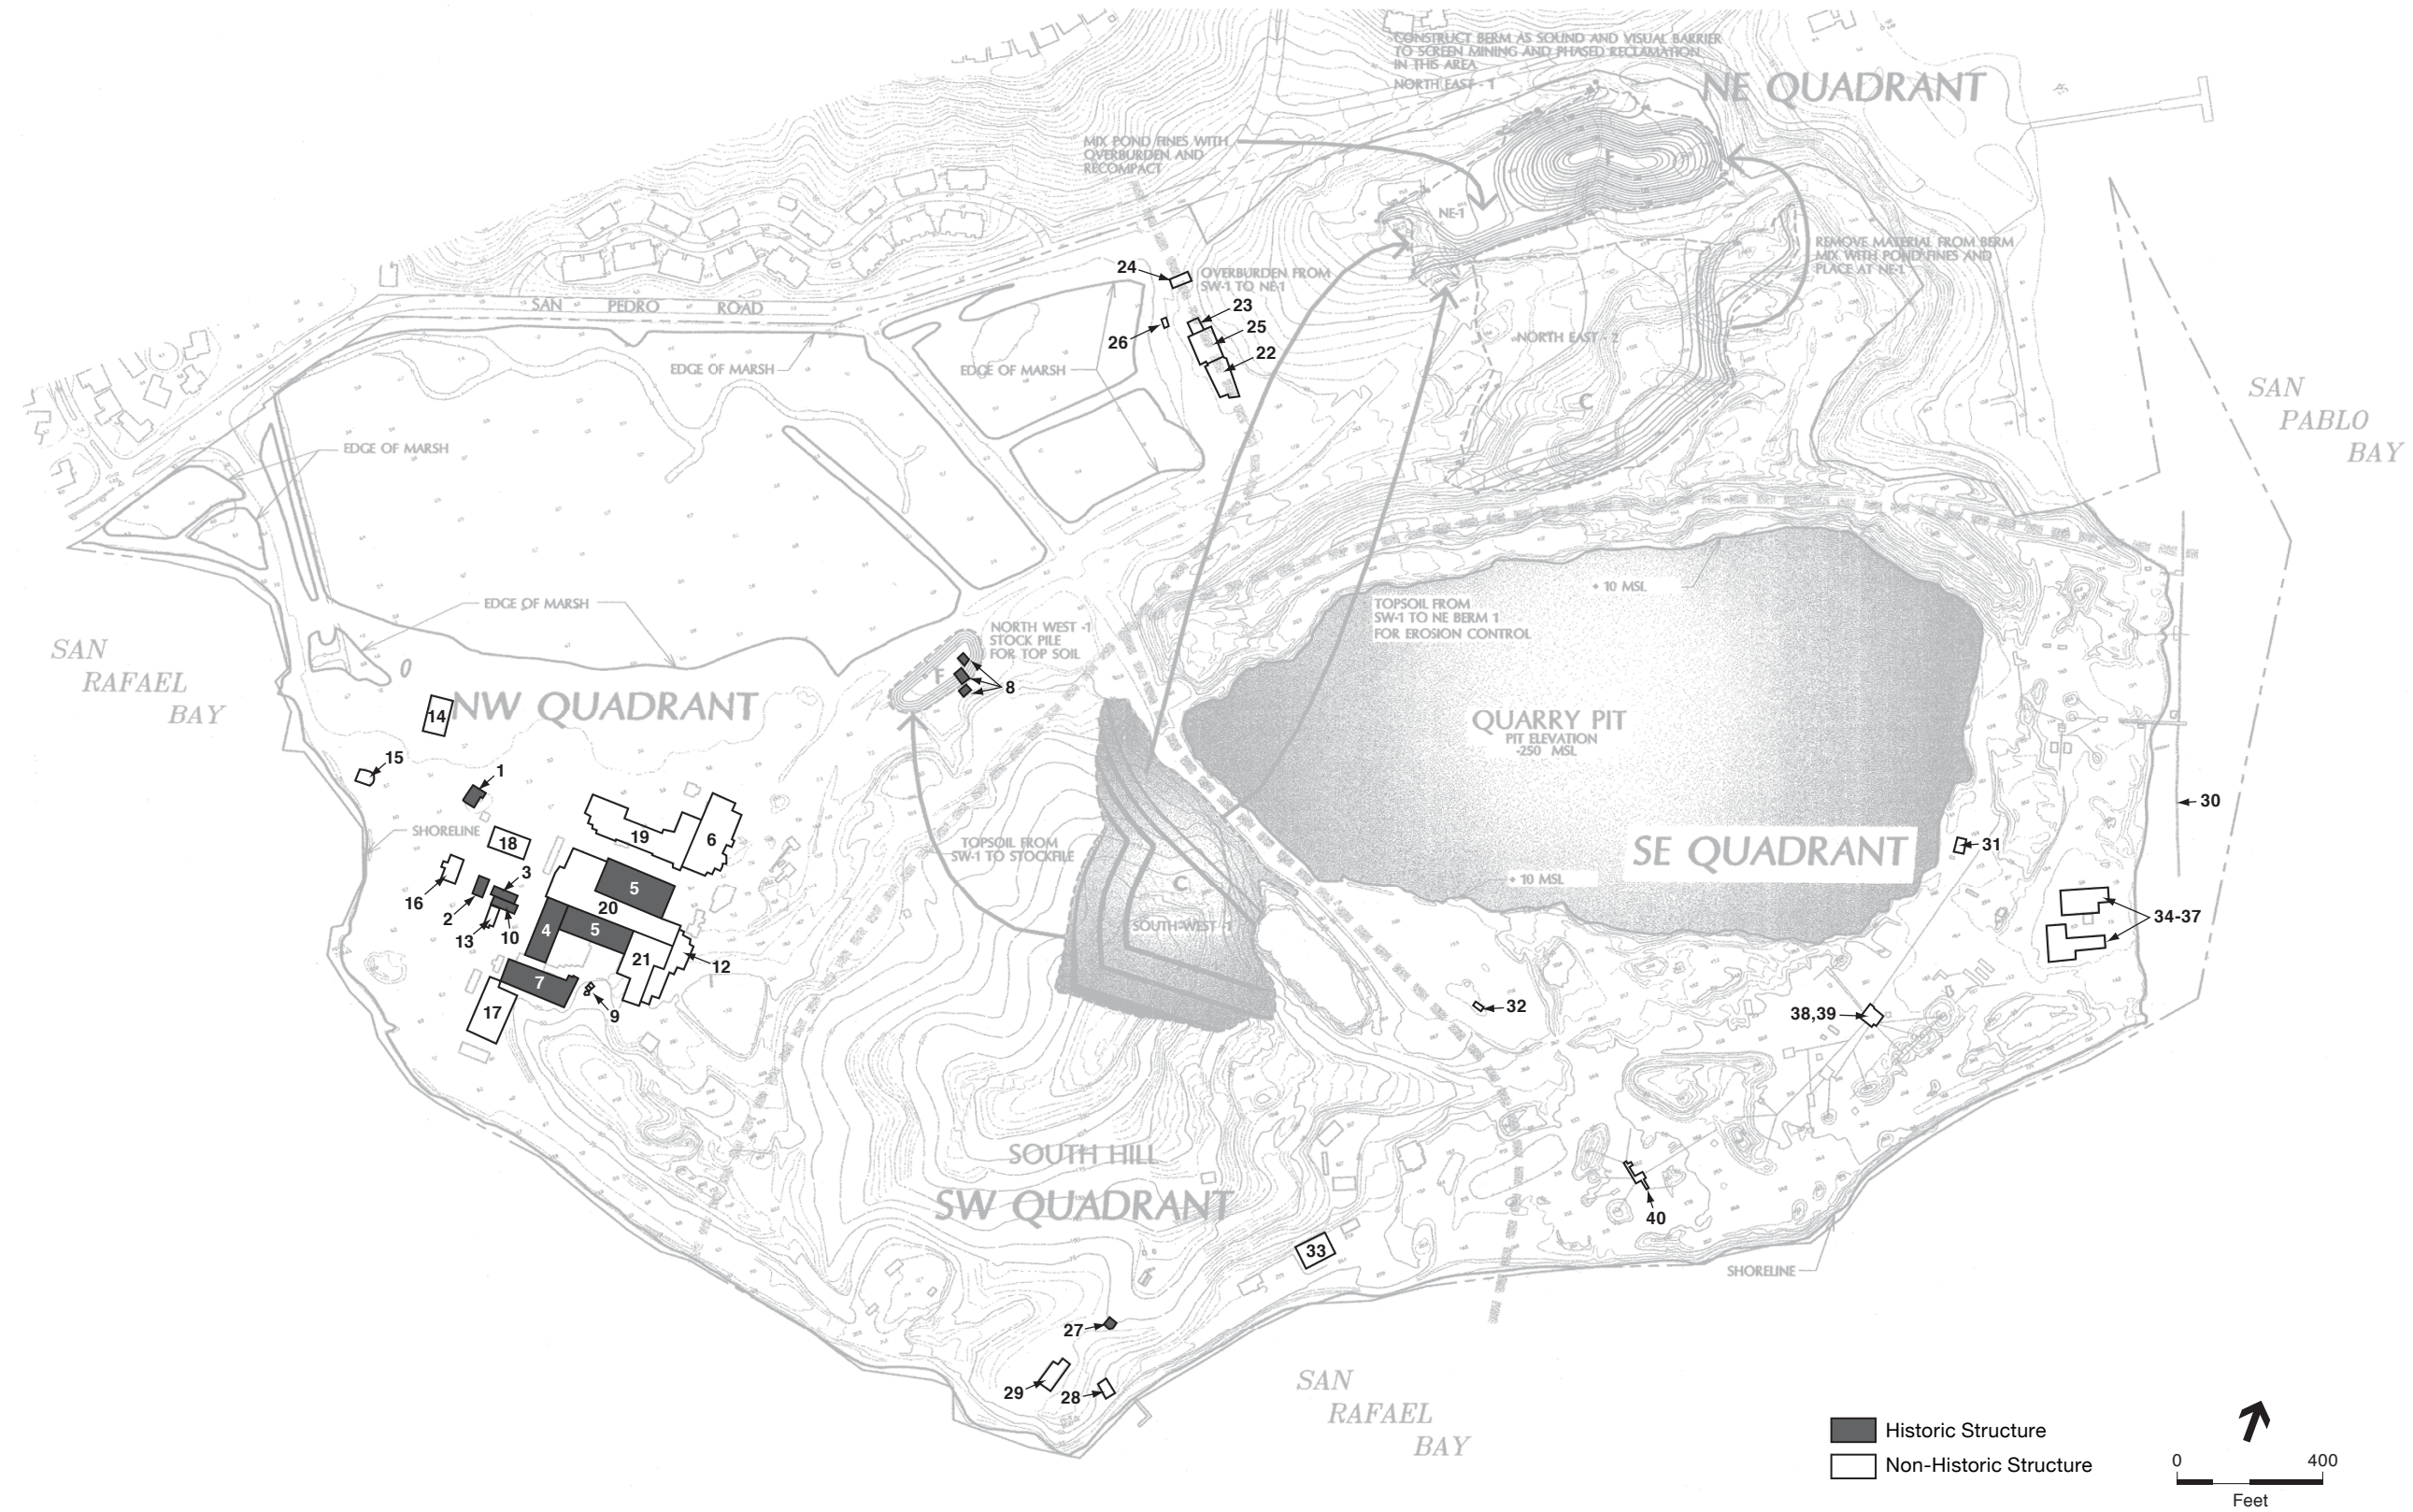 CONSTRUCT BERM AS SOUND AND VISUAL BARRIER
TO SCREEN MINING AND PHASED RECLAMATION
IN THIS AREA
NORTH EAST - 1
NE QUADRANT
MIX POND FINES WITH
OVERBURDEN AND
RECOMPACT
F
NE-1
REMOVE MATERIAL FROM BERM
MIX WITH POND FINES AND
PLACE AT NE-1
24
OVERBURDEN FROM
SW-1 TO NE-1
SAN PEDRO ROAD
23
25
26
22
NORTH EAST - 2
C
EDGE OF MARSH
EDGE OF MARSH
SAN
PABLO
BAY
EDGE OF MARSH
EDGE OF MARSH
+ 10 MSL
TOPSOIL FROM
SW-1 TO NE BERM 1
FOR EROSION CONTROL
NORTH WEST -1
STOCK PILE
FOR TOP SOIL
F
8
SAN
RAFAEL
BAY
NW QUADRANT
14
15
1
QUARRY PIT
PIT ELEVATION
-250 MSL
30
SHORELINE
19
6
18
TOPSOIL FROM
SW-1 TO STOCKPILE
SE QUADRANT
31
3
16
2
5
20
C
+ 10 MSL
13
10
4
5
SOUTH-WEST -1
34-37
21
12
7
9
17
32
38,39
SOUTH HILL
SW QUADRANT
40
33
SHORELINE
27
29
28
SAN
RAFAEL
BAY
Historic Structure
Non-Historic Structure
0 400
Feet